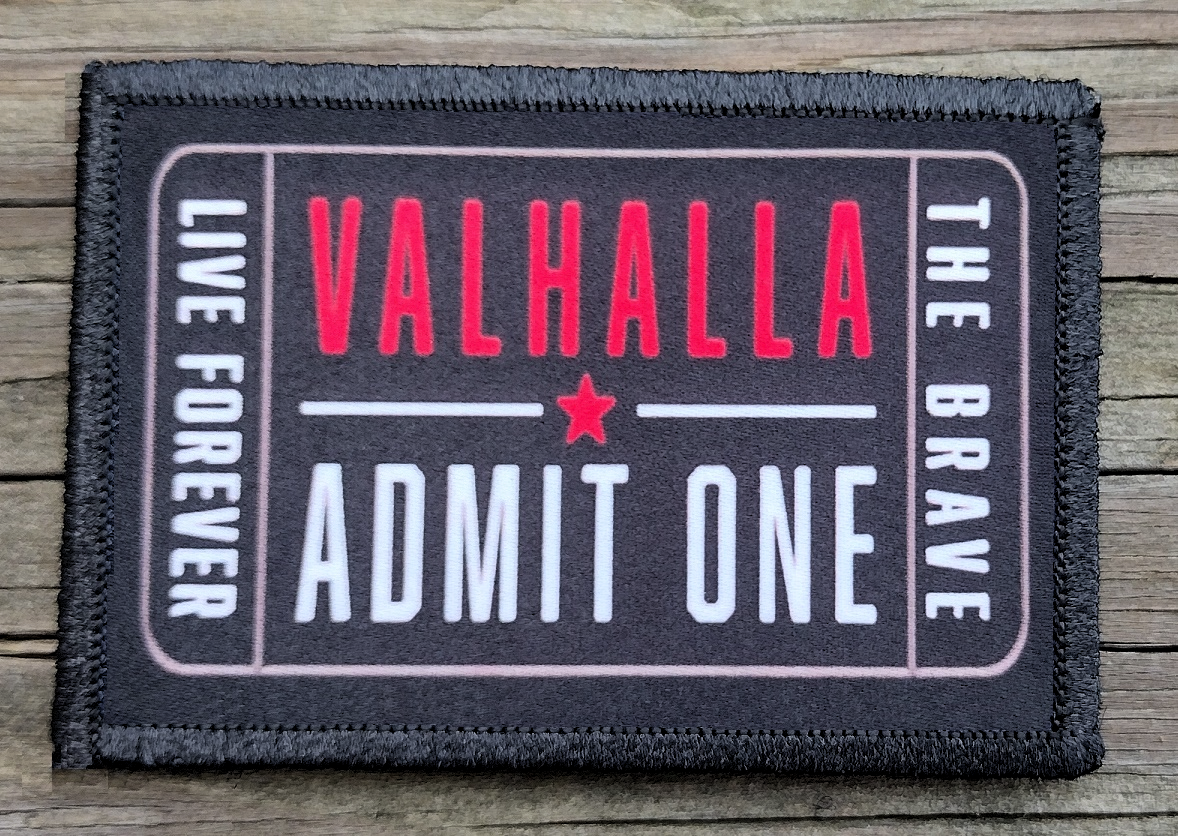 LIVE FOREVER
VALHALLA
ADMIT ONE
THE BRAVE